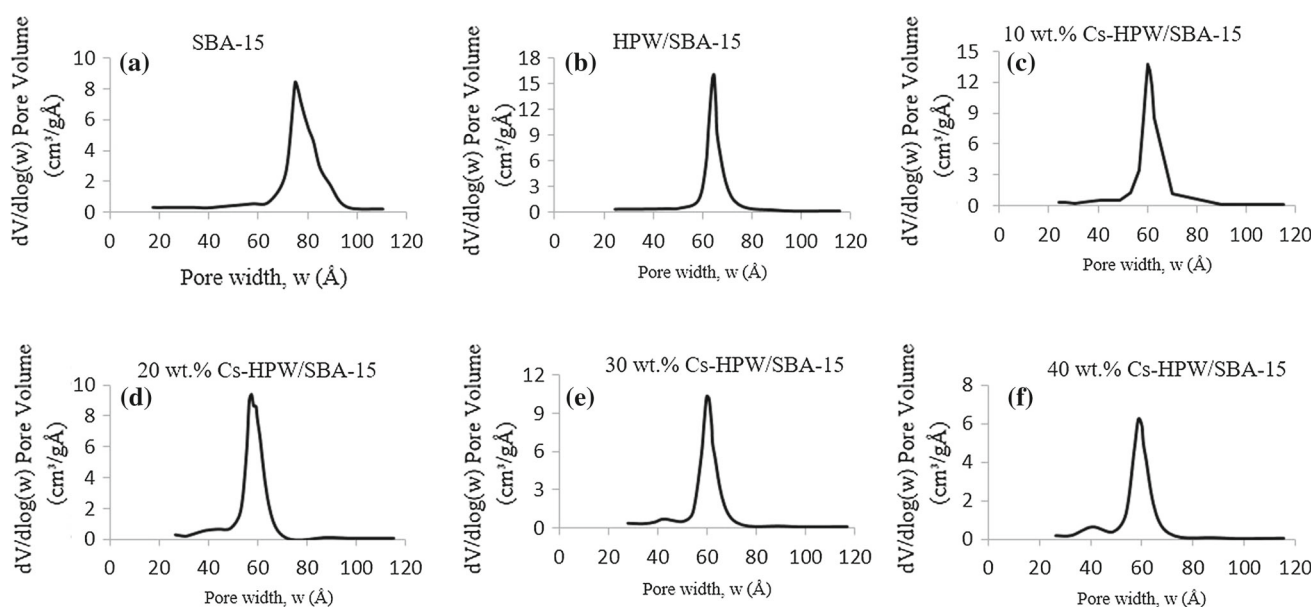 SBA-15
(a)
dV/dlog(w) Pore Volume
(cm³/gÅ)
10
8
6
4
2
0
0 20 40 60 80 100 120
Pore width, w (Å)
HPW/SBA-15
(b)
dV/dlog(w) Pore Volume
(cm³/gÅ)
18
15
12
9
6
3
0
0 20 40 60 80 100 120
Pore width, w (Å)
10 wt.% Cs-HPW/SBA-15
(c)
dV/dlog(w) Pore Volume
(cm³/gÅ)
15
12
9
6
3
0
0 20 40 60 80 100 120
Pore width, w (Å)
20 wt.% Cs-HPW/SBA-15
(d)
dV/dlog(w) Pore Volume
(cm³/gÅ)
10
8
6
4
2
0
0 20 40 60 80 100 120
Pore width, w (Å)
30 wt.% Cs-HPW/SBA-15
(e)
dV/dlog(w) Pore Volume
(cm³/gÅ)
12
9
6
3
0
0 20 40 60 80 100 120
Pore width, w (Å)
40 wt.% Cs-HPW/SBA-15
(f)
dV/dlog(w) Pore Volume
(cm³/gÅ)
8
6
4
2
0
0 20 40 60 80 100 120
Pore width, w (Å)